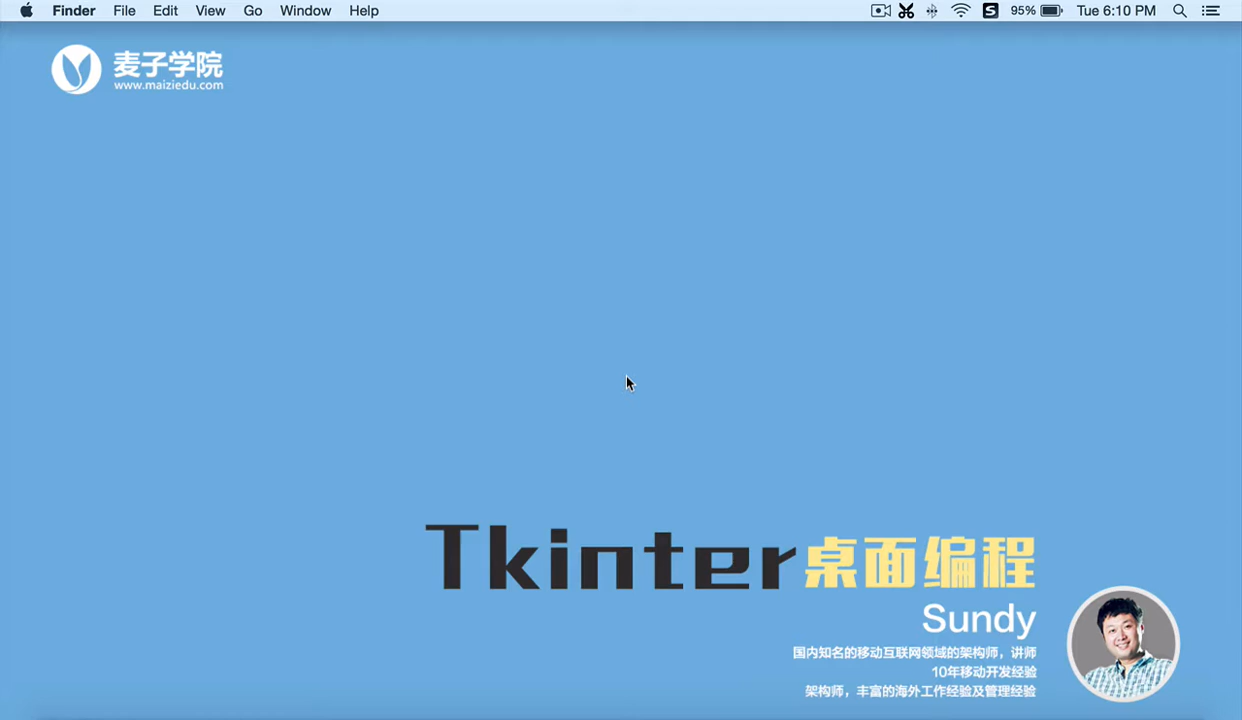 Finder File Edit View Go Window Help 95% Tue 6:10 PM
麦子学院
www.maiziedu.com
Tkinter桌面编程
Sundy
国内知名的移动互联网领域的架构师，讲师
10年移动开发经验
架构师，丰富的海外工作经验及管理经验